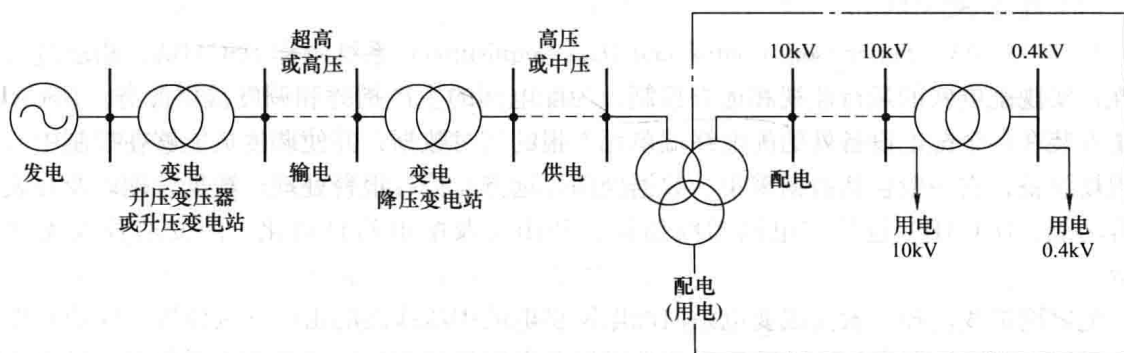 超高
或高压
高压
或中压
10kV
10kV
0.4kV
发电
变电
升压变压器
或升压变电站
输电
变电
降压变电站
供电
配电
用电
10kV
用电
0.4kV
配电
(用电)